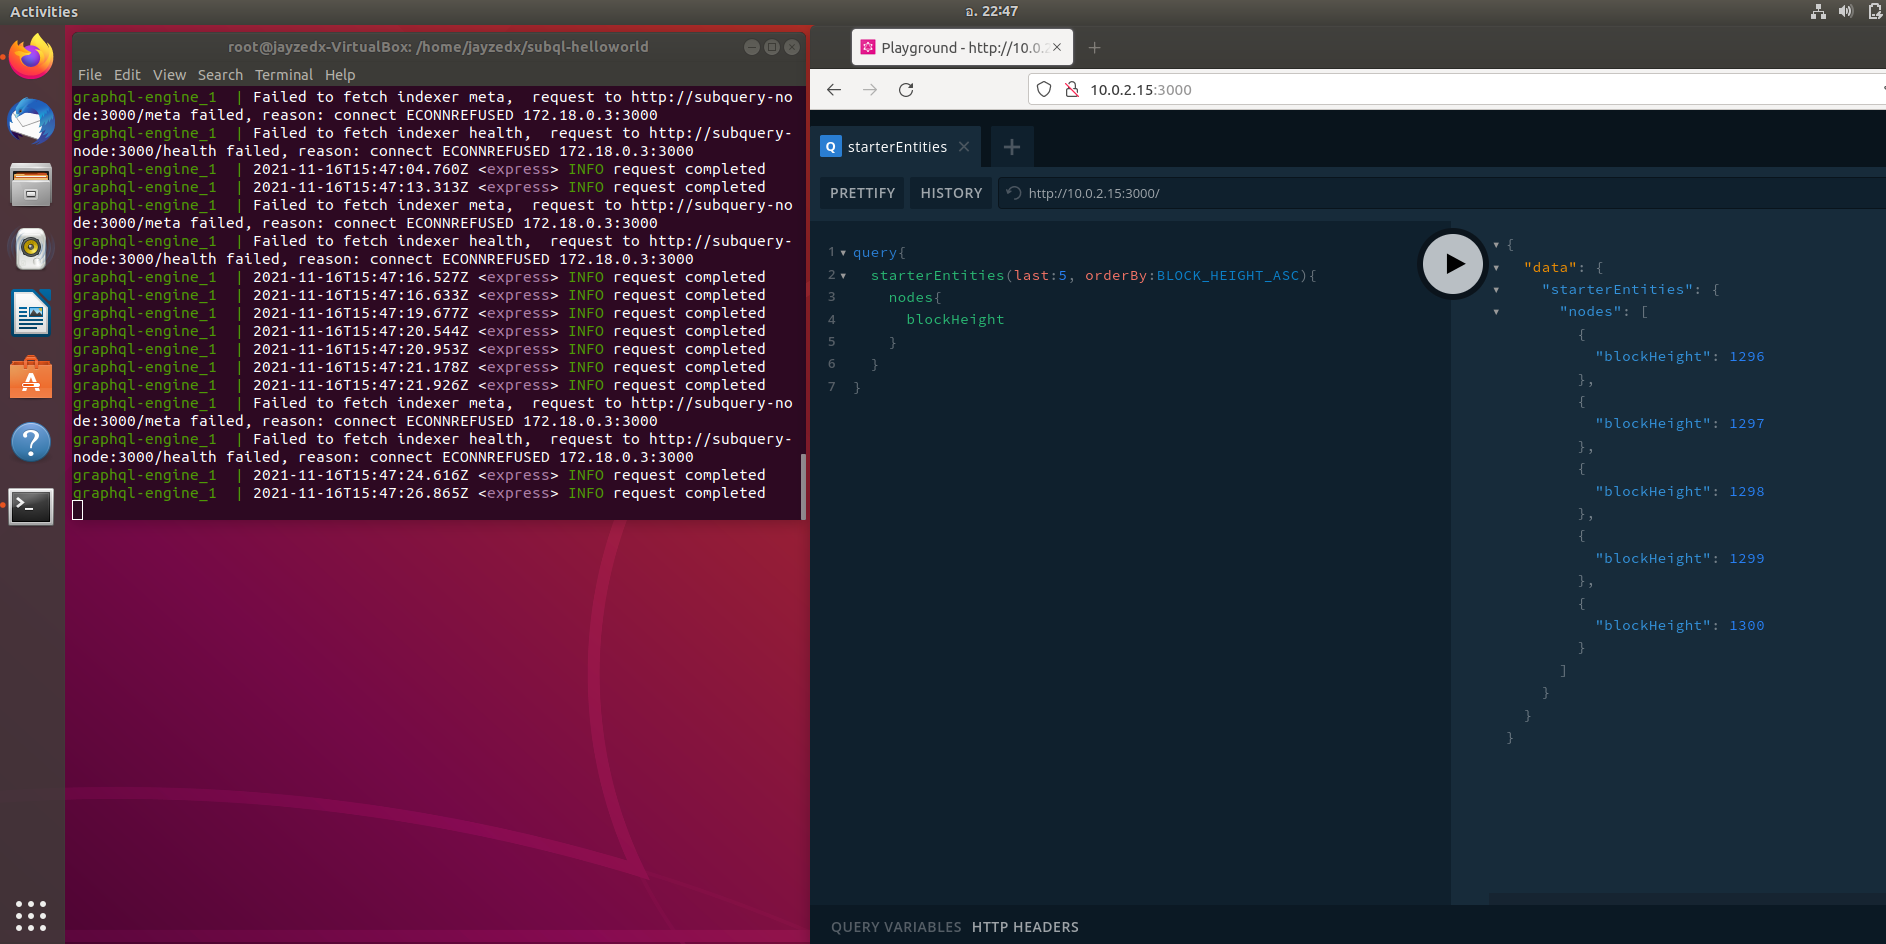 Activities
อ. 22:47
root@jayzedx-VirtualBox: /home/jayzedx/subql-helloworld
File Edit View Search Terminal Help
graphql-engine_1  | Failed to fetch indexer meta,  request to http://subquery-no
de:3000/meta failed, reason: connect ECONNREFUSED 172.18.0.3:3000
graphql-engine_1  | Failed to fetch indexer health,  request to http://subquery-
node:3000/health failed, reason: connect ECONNREFUSED 172.18.0.3:3000
graphql-engine_1  | 2021-11-16T15:47:04.760Z <express> INFO request completed
graphql-engine_1  | 2021-11-16T15:47:13.313Z <express> INFO request completed
graphql-engine_1  | Failed to fetch indexer meta,  request to http://subquery-no
de:3000/meta failed, reason: connect ECONNREFUSED 172.18.0.3:3000
graphql-engine_1  | Failed to fetch indexer health,  request to http://subquery-
node:3000/health failed, reason: connect ECONNREFUSED 172.18.0.3:3000
graphql-engine_1  | 2021-11-16T15:47:16.527Z <express> INFO request completed
graphql-engine_1  | 2021-11-16T15:47:16.633Z <express> INFO request completed
graphql-engine_1  | 2021-11-16T15:47:19.677Z <express> INFO request completed
graphql-engine_1  | 2021-11-16T15:47:20.544Z <express> INFO request completed
graphql-engine_1  | 2021-11-16T15:47:20.953Z <express> INFO request completed
graphql-engine_1  | 2021-11-16T15:47:21.178Z <express> INFO request completed
graphql-engine_1  | 2021-11-16T15:47:21.926Z <express> INFO request completed
graphql-engine_1  | Failed to fetch indexer meta,  request to http://subquery-no
de:3000/meta failed, reason: connect ECONNREFUSED 172.18.0.3:3000
graphql-engine_1  | Failed to fetch indexer health,  request to http://subquery-
node:3000/health failed, reason: connect ECONNREFUSED 172.18.0.3:3000
graphql-engine_1  | 2021-11-16T15:47:24.616Z <express> INFO request completed
graphql-engine_1  | 2021-11-16T15:47:26.865Z <express> INFO request completed
Playground - http://10.0.2
10.0.2.15:3000
Q starterEntities
PRETTIFY HISTORY http://10.0.2.15:3000/
1 query{
2 starterEntities(last:5, orderBy:BLOCK_HEIGHT_ASC){
3 nodes{
4 blockHeight
5 }
6 }
7 }
{
"data": {
"starterEntities": {
"nodes": [
{
"blockHeight": 1296
},
{
"blockHeight": 1297
},
{
"blockHeight": 1298
},
{
"blockHeight": 1299
},
{
"blockHeight": 1300
}
]
}
}
}
QUERY VARIABLES HTTP HEADERS